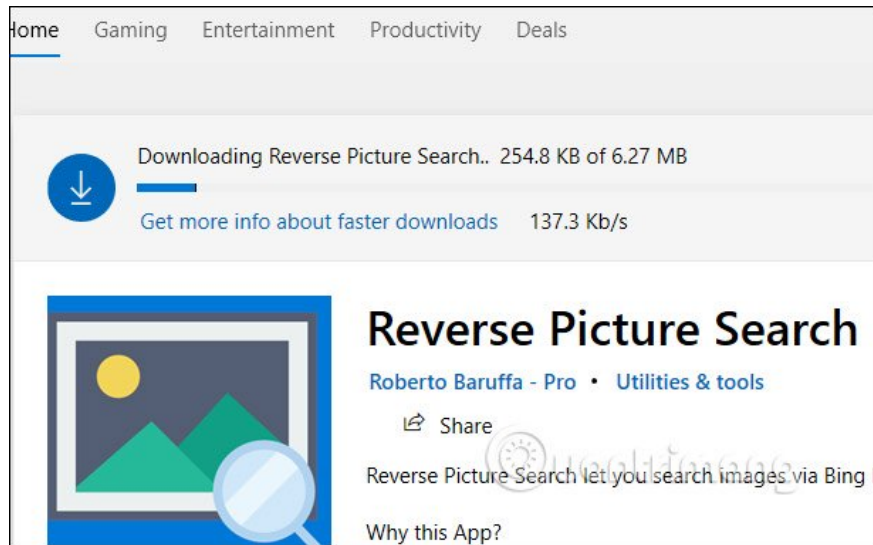 Home Gaming Entertainment Productivity Deals
Downloading Reverse Picture Search.. 254.8 KB of 6.27 MB
Get more info about faster downloads 137.3 Kb/s
Reverse Picture Search
Roberto Baruffa - Pro • Utilities & tools
Share
Reverse Picture Search let you search images via Bing
Quantrimang
Why this App?